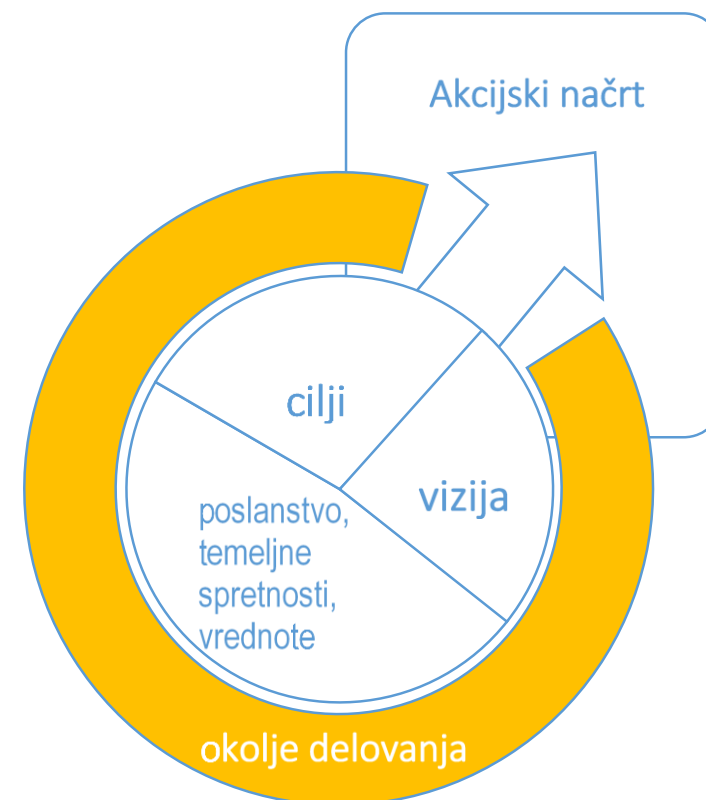 Akcijski načrt
cilji
vizija
poslanstvo,
temeljne
spretnosti,
vrednote
okolje delovanja